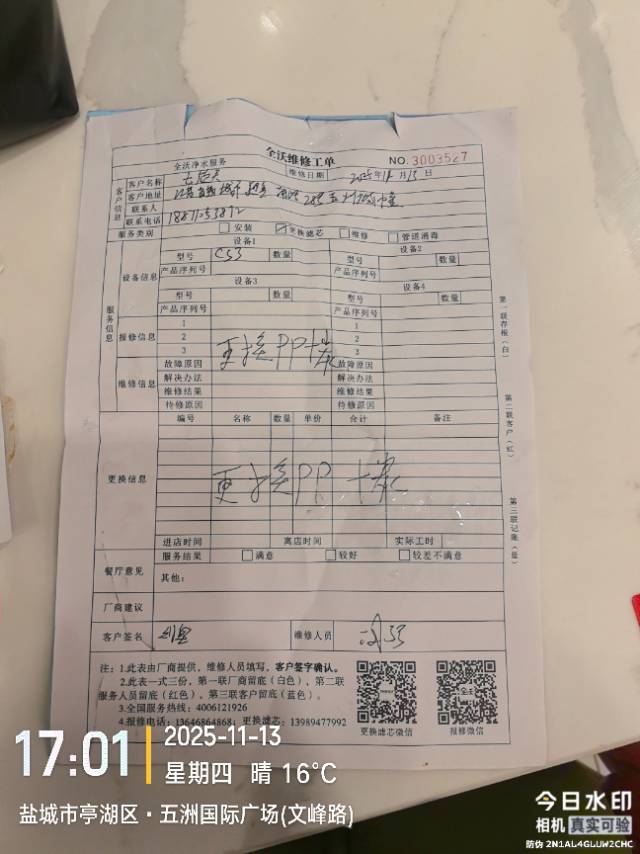 全沃净水服务 全沃维修工单 NO. 3003527
维修日期 2025 11 13
客户信息
客户名称
客户地址
联系人
联系电话
服务类别 安装 更换滤芯 维修 管道消毒
服务信息
设备信息
设备1 设备2
型号 C53 数量 型号 数量
产品序列号 产品序列号
设备3 设备4
型号 数量 型号 数量
产品序列号 产品序列号
报修信息
1 1
2 2
3 3
更换PP+炭
维修信息
故障原因 故障原因
解决办法 解决办法
维修结果 维修结果
待修原因 待修原因
更换信息
编号 名称 数量 单价 合计 备注
更换PP+炭
进店时间 离店时间 实际工时
餐厅意见
服务结果 满意 较好 较差不满意
其他:
厂商建议
客户签名 维修人员
注:1.此表由厂商提供,维修人员填写,客户签字确认。
2.此表一式三份,第一联厂商留底(白色)、第二联
服务人员留底(红色)、第三联客户留底(蓝色)。
3.全国服务热线:4006121926
4.报修电话:13646864868;更换滤芯:13989477992
更换滤芯微信 报修微信
第一联存根(白)
第二联客户(红)
第三联记账(蓝)
17:01
2025-11-13
星期四 晴 16℃
盐城市亭湖区·五洲国际广场(文峰路)
今日水印
相机 真实可验
防伪 2N1AL4GLUW2CHC